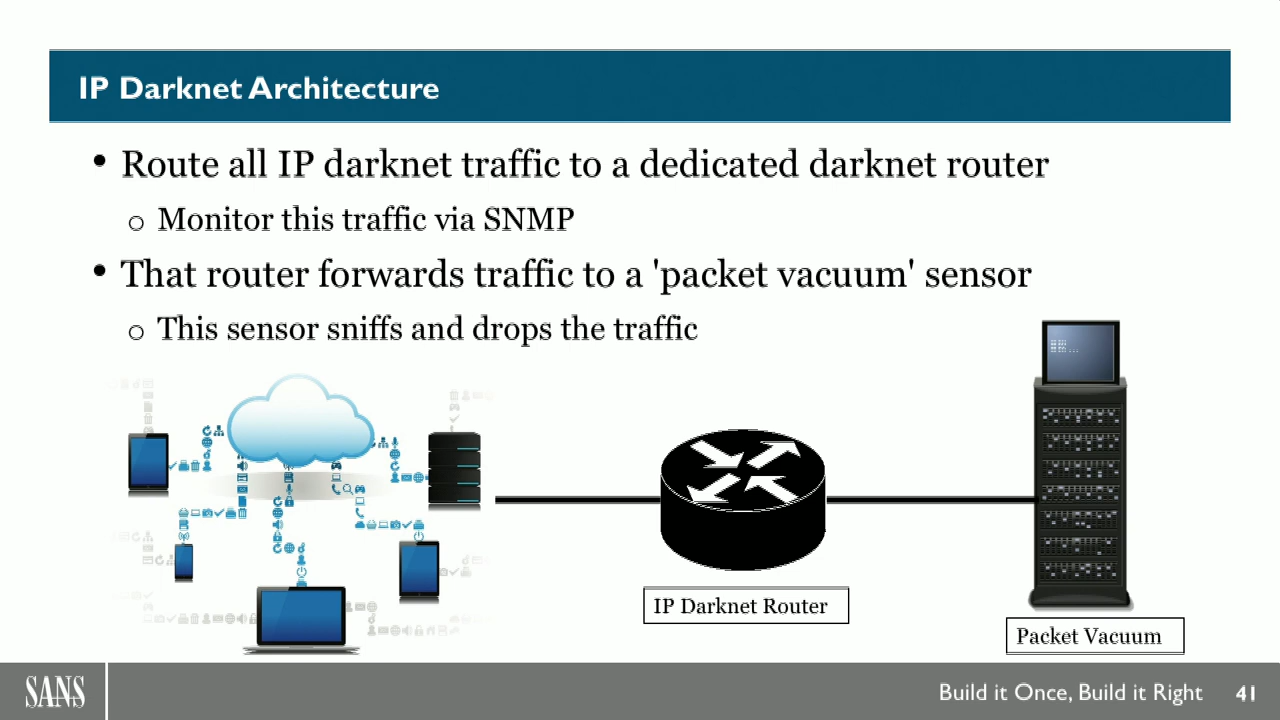 IP Darknet Architecture
• Route all IP darknet traffic to a dedicated darknet router
o Monitor this traffic via SNMP
• That router forwards traffic to a 'packet vacuum' sensor
o This sensor sniffs and drops the traffic
IP Darknet Router
Packet Vacuum
SANS
Build it Once, Build it Right
41